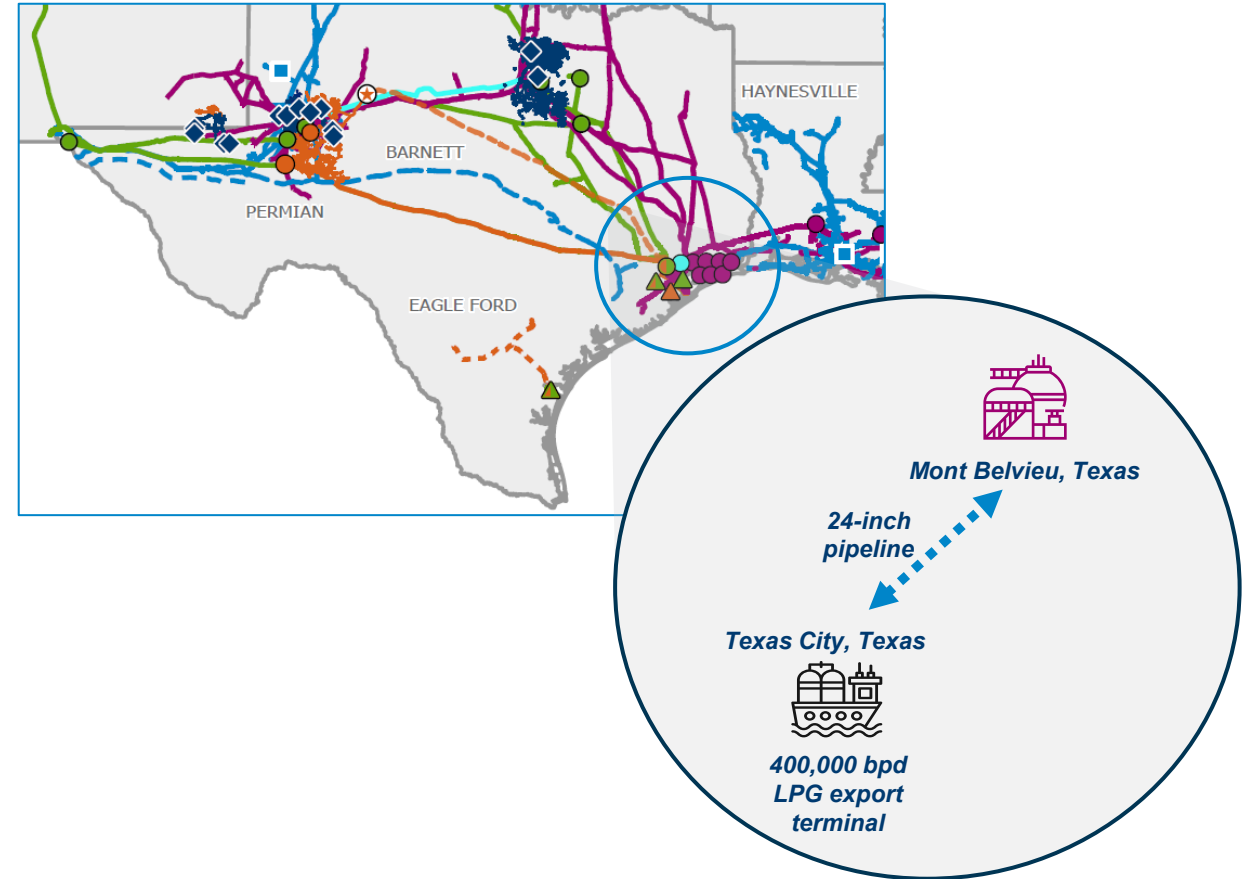 HAYNESVILLE
BARNETT
PERMIAN
EAGLE FORD
Mont Belvieu, Texas
24-inch
pipeline
Texas City, Texas
400,000 bpd
LPG export
terminal